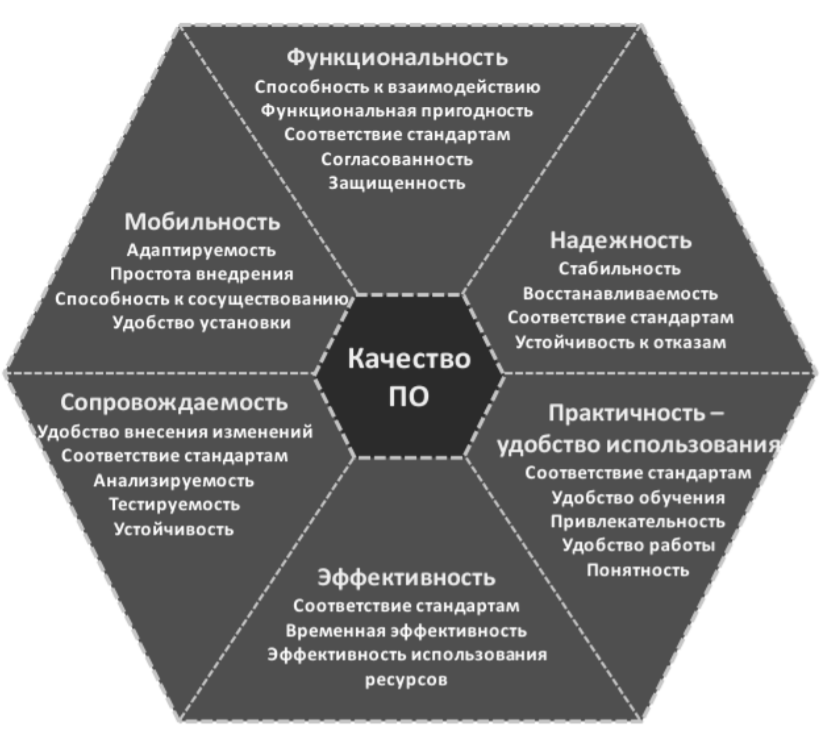 Функциональность
Способность к взаимодействию
Функциональная пригодность
Соответствие стандартам
Согласованность
Защищенность
Мобильность
Адаптируемость
Простота внедрения
Способность к сосуществованию
Удобство установки
Надежность
Стабильность
Восстанавливаемость
Соответствие стандартам
Устойчивость к отказам
Качество
ПО
Сопровождаемость
Удобство внесения изменений
Соответствие стандартам
Анализируемость
Тестируемость
Устойчивость
Практичность –
удобство использования
Соответствие стандартам
Удобство обучения
Привлекательность
Удобство работы
Понятность
Эффективность
Соответствие стандартам
Временная эффективность
Эффективность использования
ресурсов